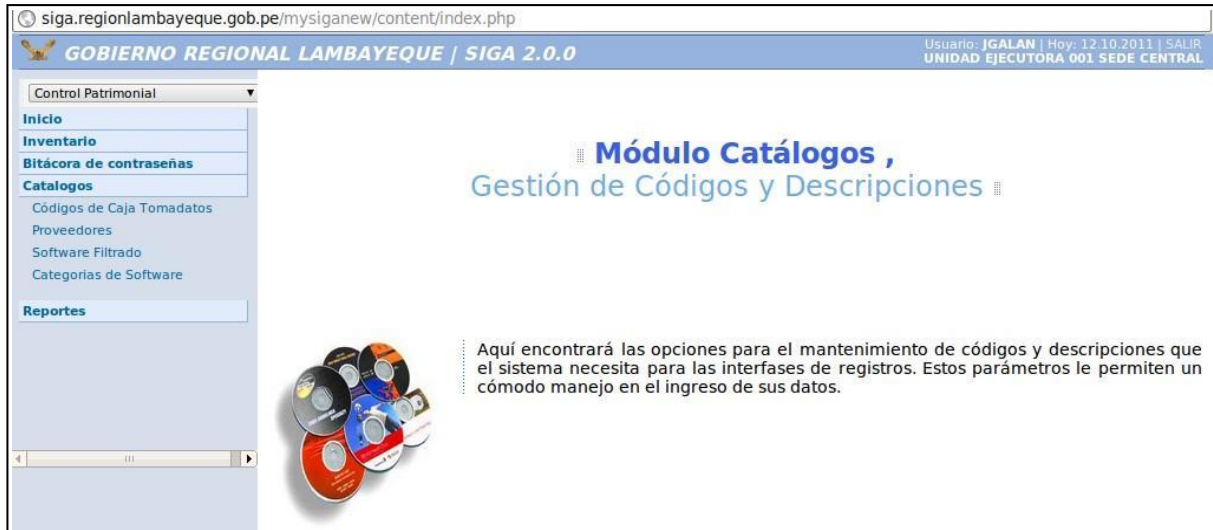 siga.regionlambayeque.gob.pe/mysiganew/content/index.php
GOBIERNO REGIONAL LAMBAYEQUE | SIGA 2.0.0
Usuario: JGALAN | Hoy: 12.10.2011 | SALIR
UNIDAD EJECUTORA 001 SEDE CENTRAL
Control Patrimonial
Inicio
Inventario
Bitácora de contraseñas
Catalogos
Códigos de Caja Tomadatos
Proveedores
Software Filtrado
Categorias de Software
Reportes
Módulo Catálogos ,
Gestión de Códigos y Descripciones
Aquí encontrará las opciones para el mantenimiento de códigos y descripciones que
el sistema necesita para las interfases de registros. Estos parámetros le permiten un
cómodo manejo en el ingreso de sus datos.